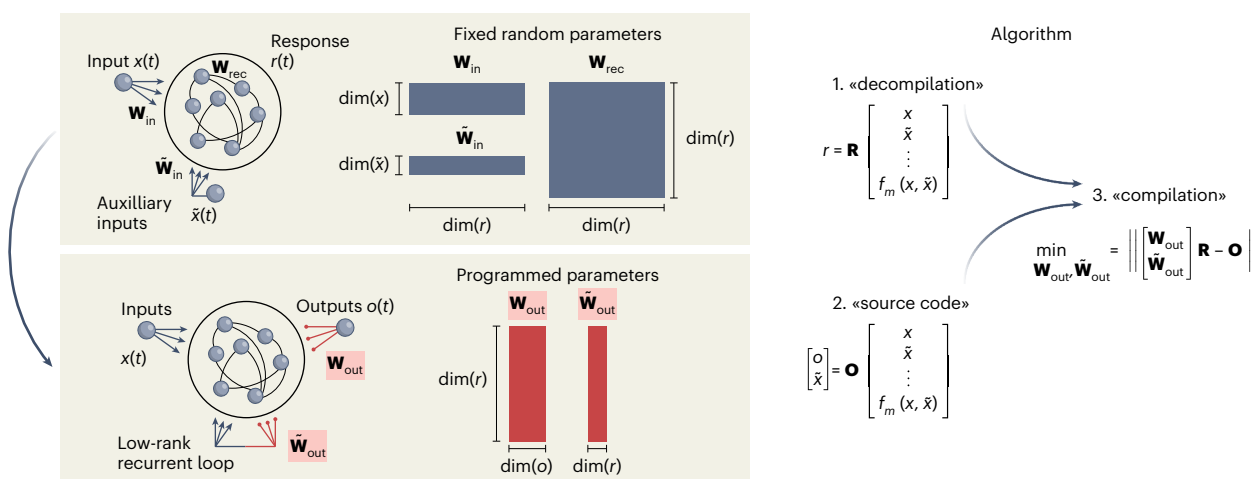 Input x(t)
W_in
W_rec
Response
r(t)
W̃_in
x̃(t)
Auxilliary
inputs
Fixed random parameters
W_in
W_rec
dim(x)
W̃_in
dim(x̃)
dim(r)
dim(r)
dim(r)
Inputs
x(t)
Outputs o(t)
W_out
Low-rank
recurrent loop
W̃_out
Programmed parameters
W_out
W̃_out
dim(r)
dim(o)
dim(r)
Algorithm
1. «decompilation»
r = R [ x
x̃
⋮
f_m (x, x̃) ]
2. «source code»
[ o
x̃ ] = O [ x
x̃
⋮
f_m (x, x̃) ]
3. «compilation»
min W_out, W̃_out = || [ W_out
W̃_out ] R – O |